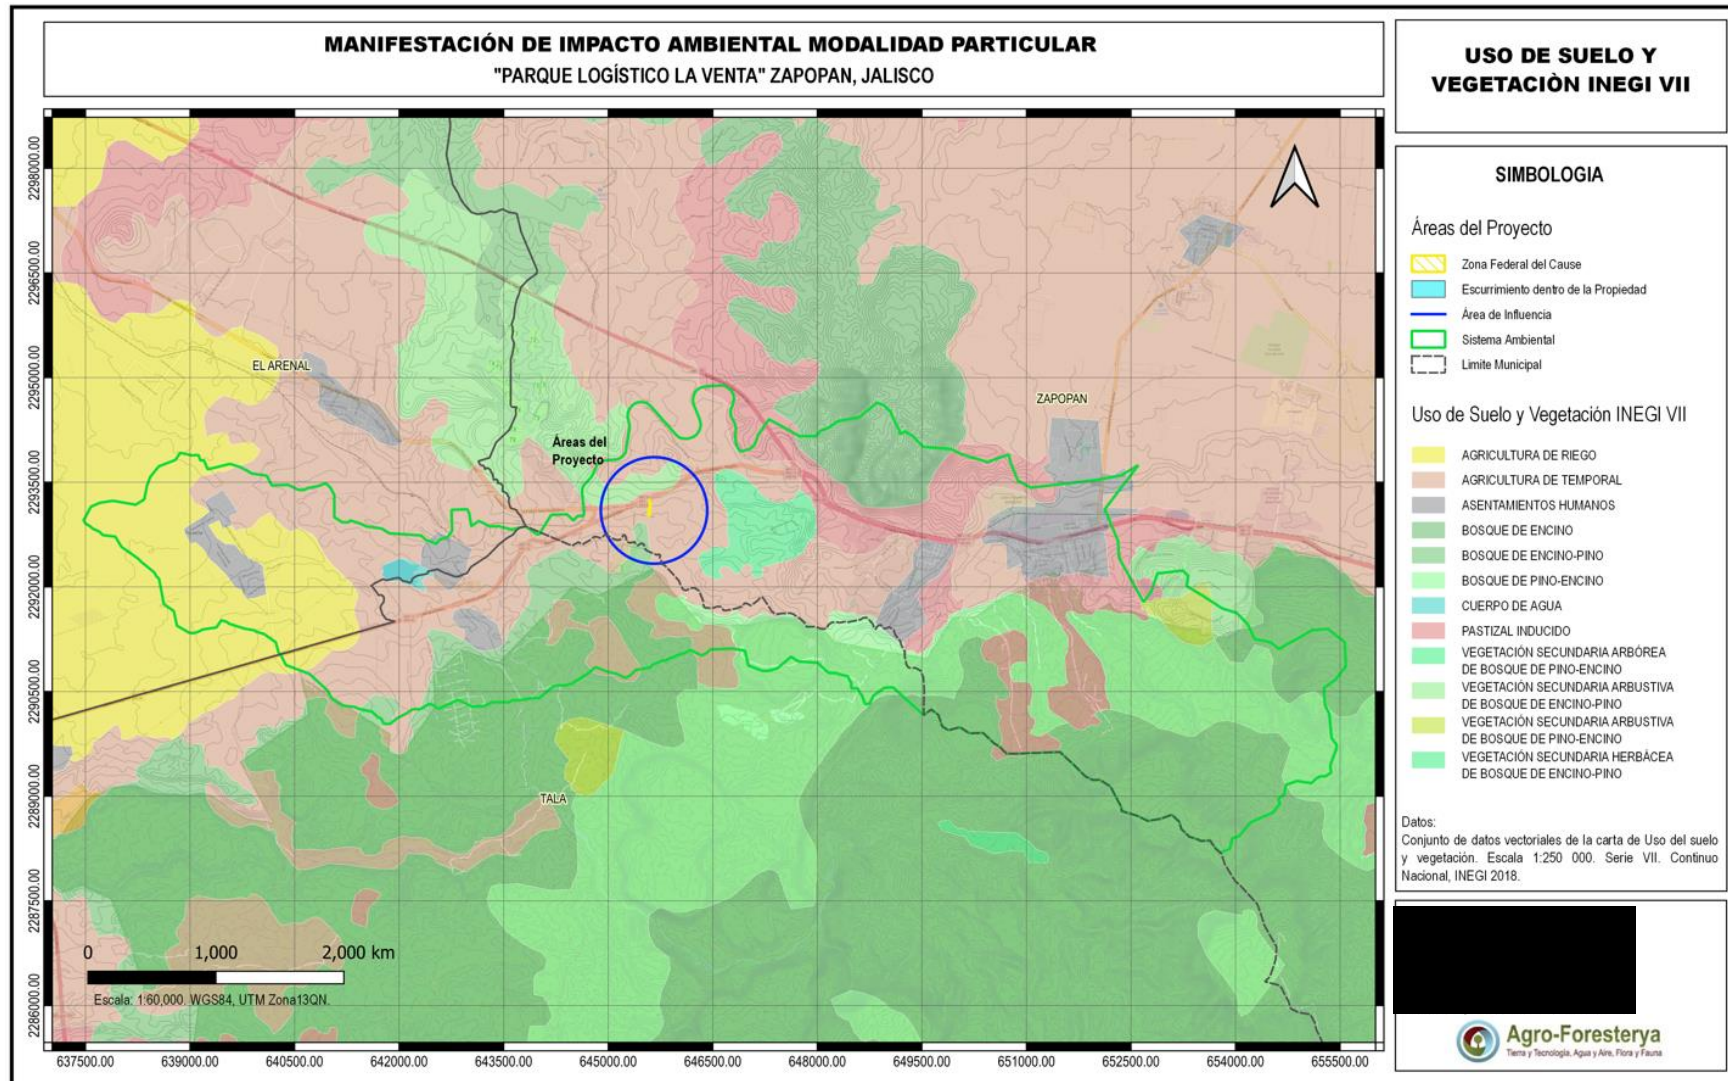 MANIFESTACIÓN DE IMPACTO AMBIENTAL MODALIDAD PARTICULAR
"PARQUE LOGÍSTICO LA VENTA" ZAPOPAN, JALISCO
USO DE SUELO Y
VEGETACIÒN INEGI VII
2298000.00
2296500.00
2295000.00
2293500.00
2292000.00
2290500.00
2289000.00
2287500.00
2286000.00
EL ARENAL
ZAPOPAN
Áreas del
Proyecto
TALA
0 1,000 2,000 km
Escala: 1:60,000. WGS84, UTM Zona13QN.
637500.00 639000.00 640500.00 642000.00 643500.00 645000.00 646500.00 648000.00 649500.00 651000.00 652500.00 654000.00 655500.00
SIMBOLOGIA
Áreas del Proyecto
Zona Federal del Cause
Escurrimiento dentro de la Propiedad
Área de Influencia
Sistema Ambiental
Limite Municipal
Uso de Suelo y Vegetación INEGI VII
AGRICULTURA DE RIEGO
AGRICULTURA DE TEMPORAL
ASENTAMIENTOS HUMANOS
BOSQUE DE ENCINO
BOSQUE DE ENCINO-PINO
BOSQUE DE PINO-ENCINO
CUERPO DE AGUA
PASTIZAL INDUCIDO
VEGETACIÓN SECUNDARIA ARBÓREA
DE BOSQUE DE PINO-ENCINO
VEGETACIÓN SECUNDARIA ARBUSTIVA
DE BOSQUE DE ENCINO-PINO
VEGETACIÓN SECUNDARIA ARBUSTIVA
DE BOSQUE DE PINO-ENCINO
VEGETACIÓN SECUNDARIA HERBÁCEA
DE BOSQUE DE ENCINO-PINO
Datos:
Conjunto de datos vectoriales de la carta de Uso del suelo
y vegetación. Escala 1:250 000. Serie VII. Continuo
Nacional, INEGI 2018.
Agro-Foresterya
Tierra y Tecnología, Agua y Aire, Flora y Fauna